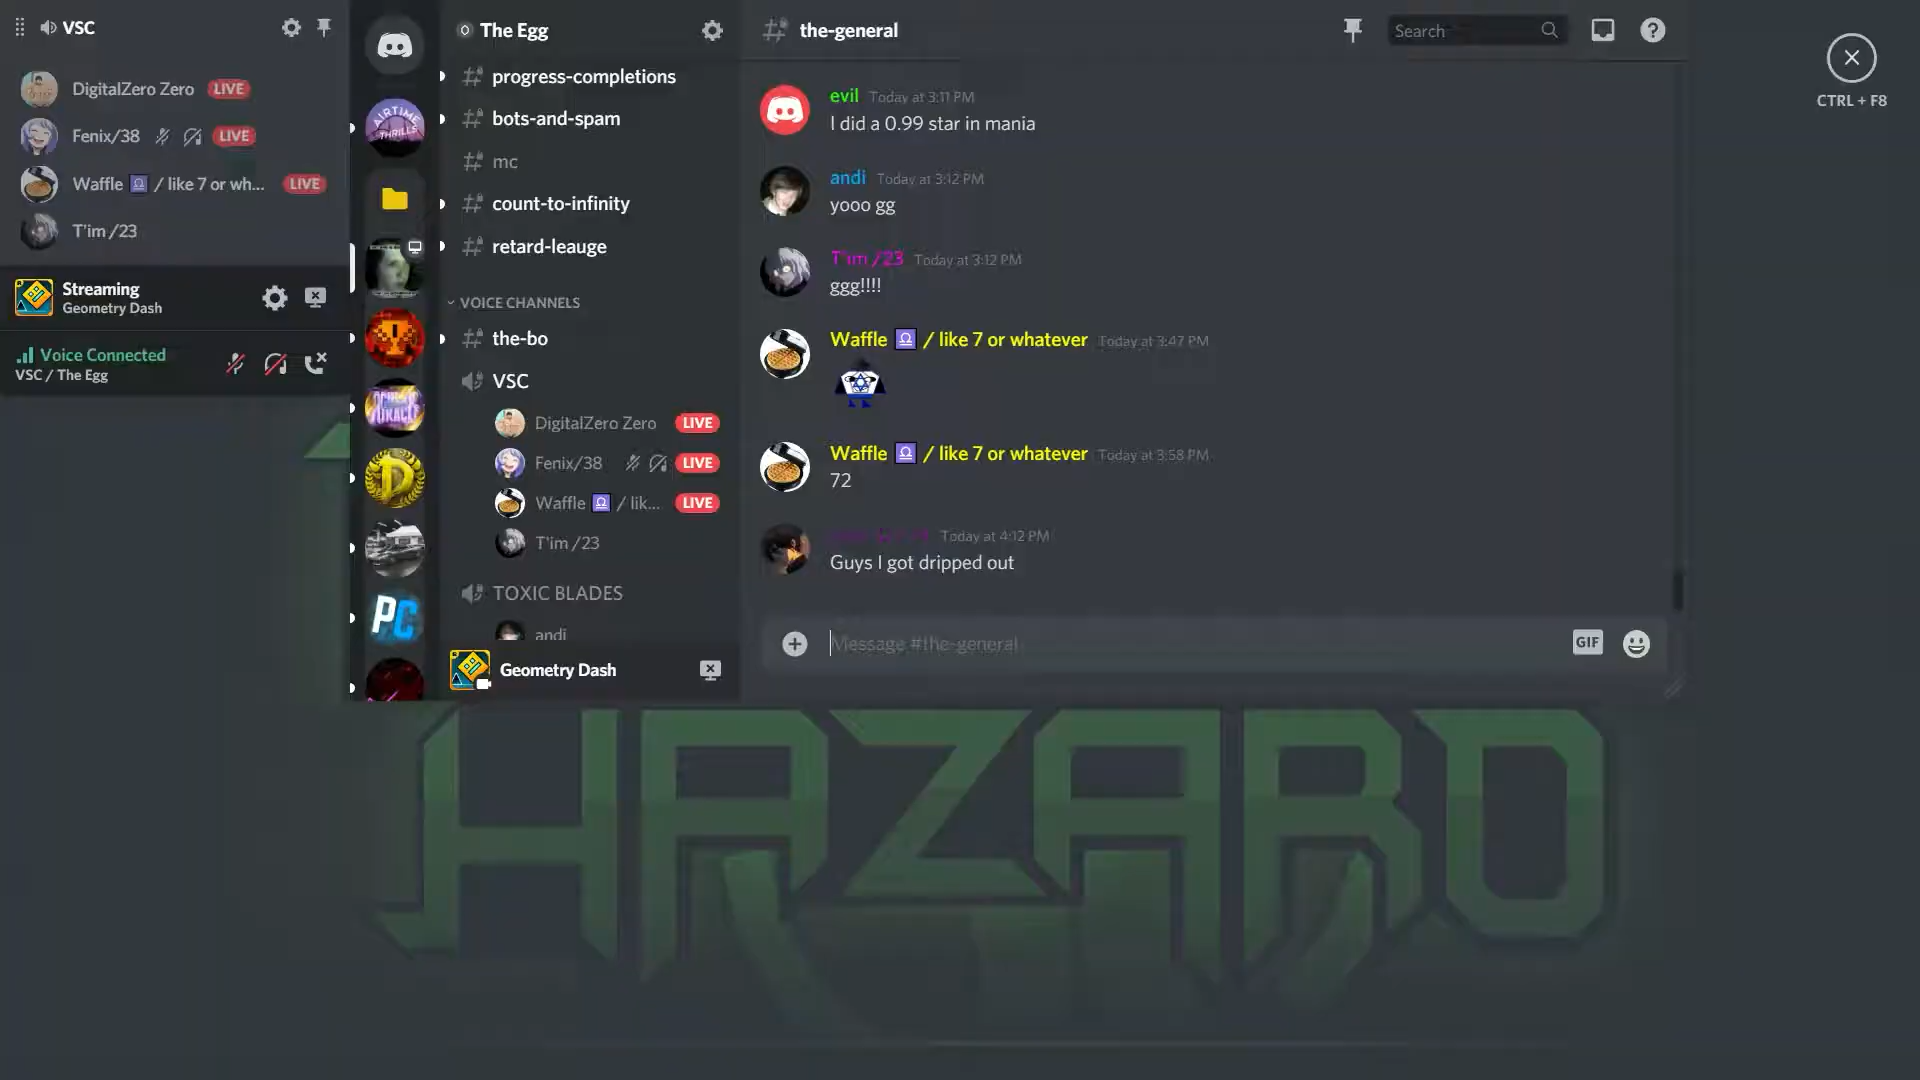 VSC
DigitalZero Zero LIVE
Fenix/38 LIVE
Waffle ♎ / like 7 or wh... LIVE
T'im /23
Streaming
Geometry Dash
Voice Connected
VSC / The Egg
AIRTIME
THRILLS
D
PC
The Egg
progress-completions
bots-and-spam
mc
count-to-infinity
retard-leauge
VOICE CHANNELS
the-bo
VSC
DigitalZero Zero LIVE
Fenix/38 LIVE
Waffle ♎ / lik... LIVE
T'im /23
TOXIC BLADES
andi
Geometry Dash
the-general
Search
CTRL + F8
evil Today at 3:11 PM
I did a 0.99 star in mania
andi Today at 3:12 PM
yooo gg
T'im /23 Today at 3:12 PM
ggg!!!!
Waffle ♎ / like 7 or whatever Today at 3:47 PM
Waffle ♎ / like 7 or whatever Today at 3:58 PM
72
Today at 4:12 PM
Guys I got dripped out
Message #the-general
GIF
HAZARD